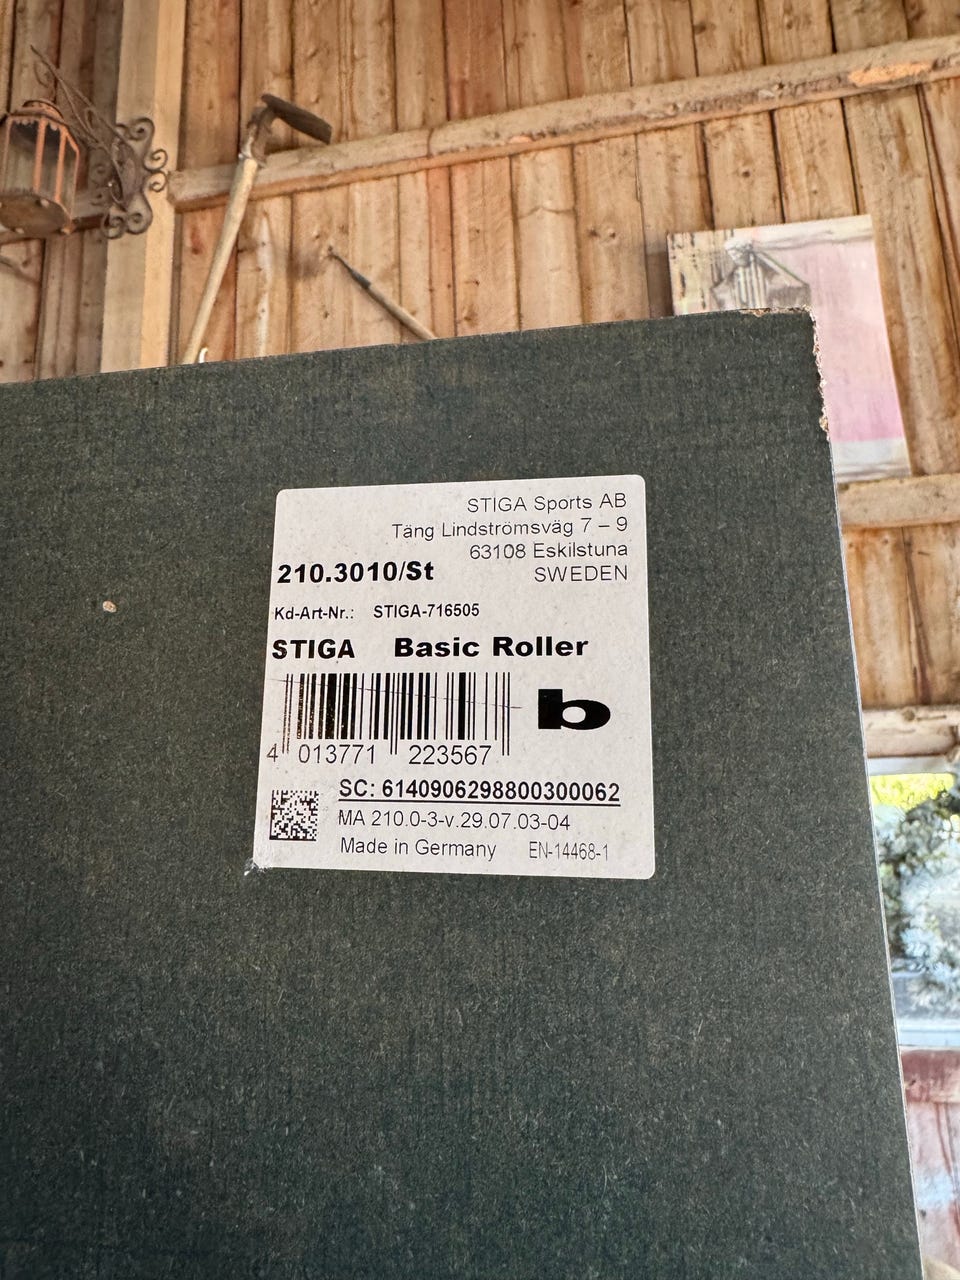 STIGA Sports AB
Täng Lindströmsväg 7 – 9
63108 Eskilstuna
SWEDEN
210.3010/St
Kd-Art-Nr.: STIGA-716505
STIGA Basic Roller
b
4 013771 223567
SC: 6140906298800300062
MA 210.0-3-v.29.07.03-04
Made in Germany EN-14468-1